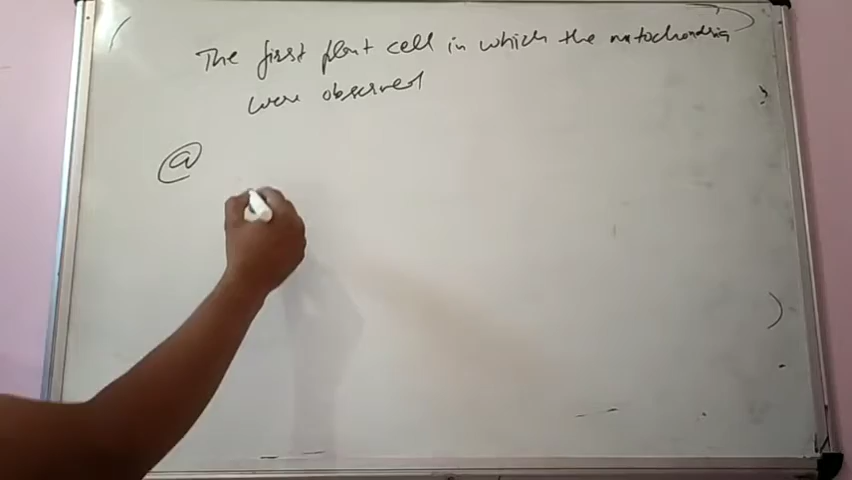 The first plant cell in which the mitochondria
were observed
@